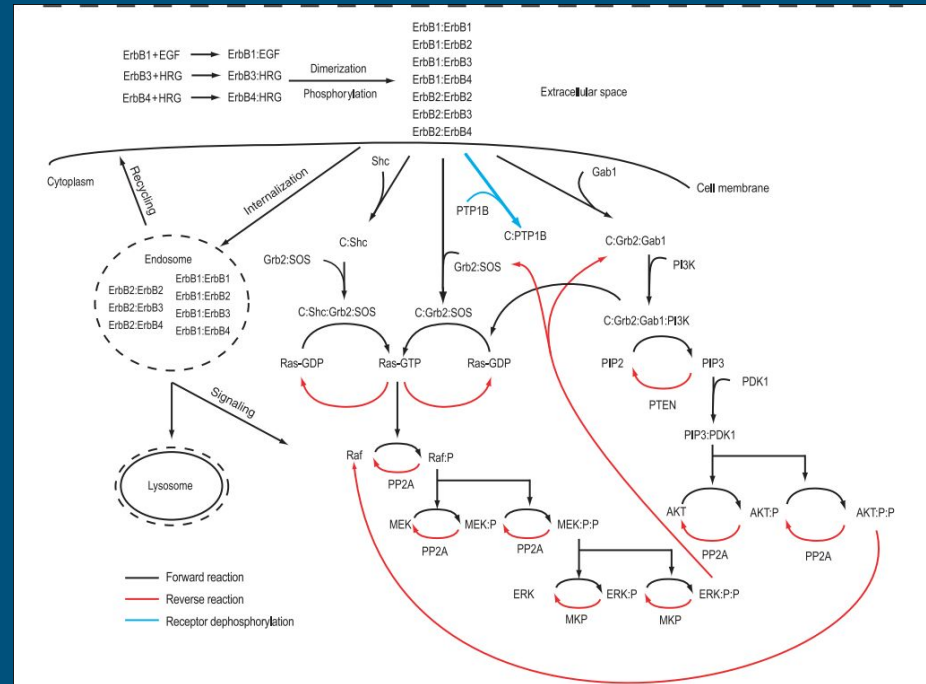 ErbB1:ErbB1
ErbB1:ErbB2
ErbB1:ErbB3
ErbB1:ErbB4
ErbB2:ErbB2
ErbB2:ErbB3
ErbB2:ErbB4
ErbB1+EGF
ErbB1:EGF
ErbB3+HRG
ErbB3:HRG
ErbB4+HRG
ErbB4:HRG
Dimerization
Phosphorylation
Extracellular space
Cytoplasm
Recycling
Internalization
Shc
Gab1
Cell membrane
PTP1B
C:PTP1B
C:Shc
C:Grb2:Gab1
Endosome
ErbB2:ErbB2
ErbB2:ErbB3
ErbB2:ErbB4
ErbB1:ErbB1
ErbB1:ErbB2
ErbB1:ErbB3
ErbB1:ErbB4
Grb2:SOS
Grb2:SOS
PI3K
C:Shc:Grb2:SOS
C:Grb2:SOS
C:Grb2:Gab1:PI3K
Ras-GDP
Ras-GTP
Ras-GDP
PIP2
PIP3
PTEN
PDK1
PIP3:PDK1
Signaling
Lysosome
Raf
Raf:P
PP2A
MEK
MEK:P
MEK:P:P
PP2A
PP2A
AKT
AKT:P
AKT:P:P
PP2A
PP2A
ERK
ERK:P
ERK:P:P
MKP
MKP
Forward reaction
Reverse reaction
Receptor dephosphorylation